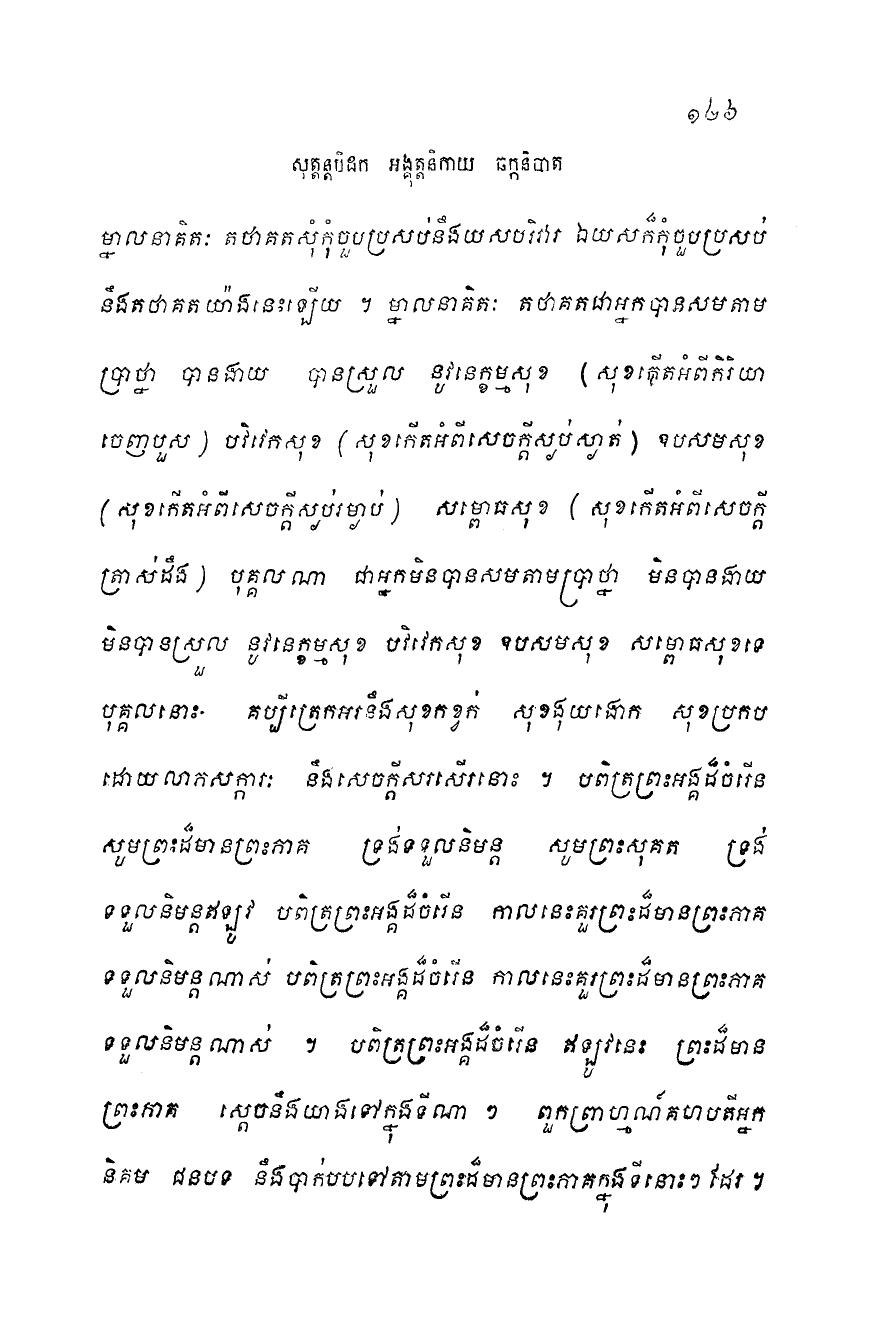 ១៤៦
សុត្តន្តបិដក អង្គុត្តនិកាយ ឆក្កនិបាត
ម្នាលនាគិតៈ តថាគតសុំកុំចួបប្រសប់នឹងយសបរិវារ ឯយសក៏កុំចួបប្រសប់
នឹងតថាគតយ៉ាងនេះឡើយ ។ ម្នាលនាគិតៈ តថាគតជាអ្នកបានសមតាម
ប្រាថ្នា បានងាយ បានស្រួល នូវនេក្ខម្មសុខ (សុខកើតអំពីកិរិយា
ចេញបួស) បវិវេកសុខ (សុខកើតអំពីសេចក្តីស្ងប់ស្ងាត់) ឧបសមសុខ
(សុខកើតអំពីសេចក្តីស្ងប់រម្ងាប់) សម្ពោធសុខ (សុខកើតអំពីសេចក្តី
ត្រាស់ដឹង) បុគ្គលណា ជាអ្នកមិនបានសមតាមប្រាថ្នា មិនបានងាយ
មិនបានស្រួល នូវនេក្ខម្មសុខ បវិវេកសុខ ឧបសមសុខ សម្ពោធសុខទេ
បុគ្គលនោះ គប្បីត្រេកអរនឹងសុខកខ្វក់ សុខងុយងោក សុខប្រកប
ដោយលាភសក្ការៈ នឹងសេចក្តីសរសើរនោះ ។ បពិត្រព្រះអង្គដ៏ចំរើន
សូមព្រះដ៏មានព្រះភាគ ទ្រង់ទទួលនិមន្ត សូមព្រះសុគត ទ្រង់
ទទួលនិមន្តឥឡូវ បពិត្រព្រះអង្គដ៏ចំរើន កាលនេះគួរព្រះដ៏មានព្រះភាគ
ទទួលនិមន្តណាស់ បពិត្រព្រះអង្គដ៏ចំរើន កាលនេះគួរព្រះដ៏មានព្រះភាគ
ទទួលនិមន្តណាស់ ។ បពិត្រព្រះអង្គដ៏ចំរើន ឥឡូវនេះ ព្រះដ៏មាន
ព្រះភាគ ស្តេចនឹងយាងទៅក្នុងទីណា ៗ ពួកព្រាហ្មណ៍គហបតីអ្នក
និគម ជនបទ នឹងបាក់បបទៅតាមព្រះដ៏មានព្រះភាគក្នុងទីនោះៗ ដែរ ។